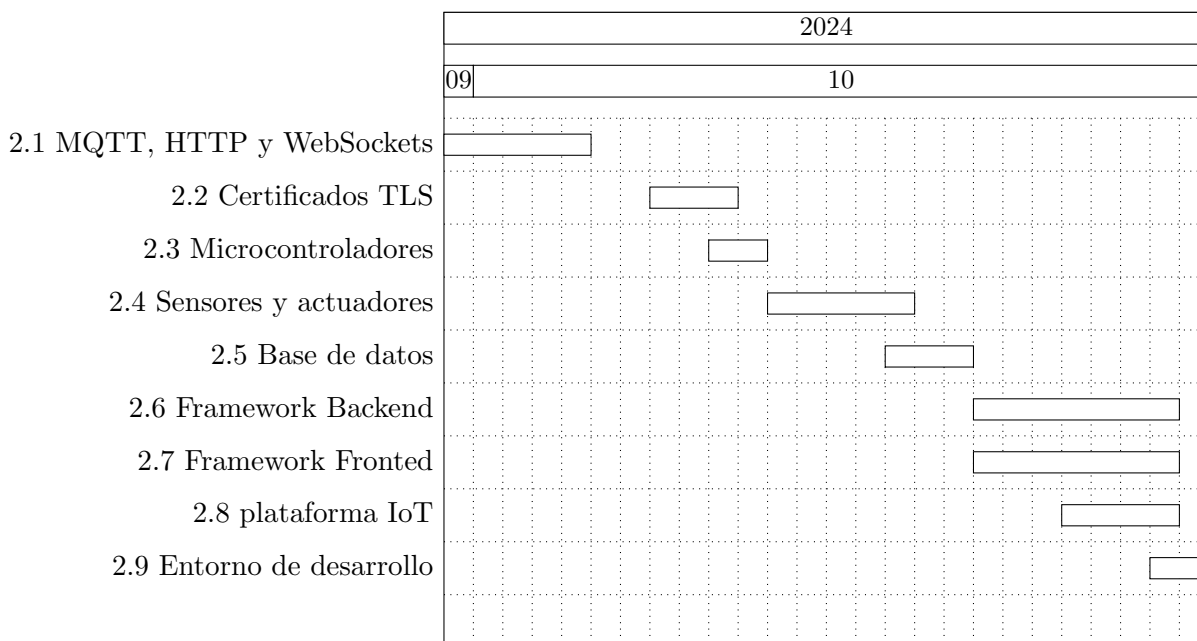 2024
09 10
2.1 MQTT, HTTP y WebSockets
2.2 Certificados TLS
2.3 Microcontroladores
2.4 Sensores y actuadores
2.5 Base de datos
2.6 Framework Backend
2.7 Framework Fronted
2.8 plataforma IoT
2.9 Entorno de desarrollo